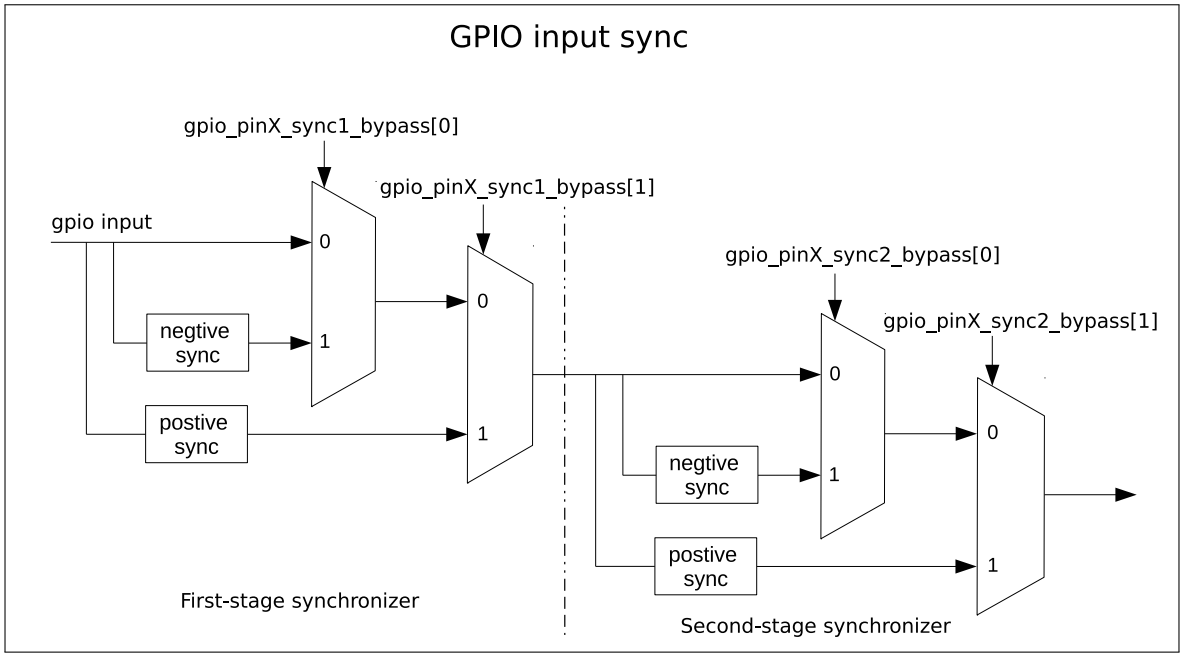 GPIO input sync
gpio_pinX_sync1_bypass[0]
gpio_pinX_sync1_bypass[1]
gpio input
0
1
negtive
sync
postive
sync
0
1
First-stage synchronizer
gpio_pinX_sync2_bypass[0]
gpio_pinX_sync2_bypass[1]
0
1
negtive
sync
postive
sync
0
1
Second-stage synchronizer